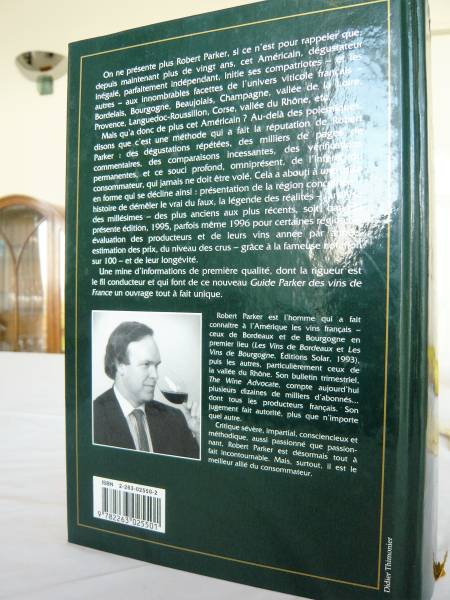 On ne présente plus Robert Parker, si ce n'est pour rappeler que,
depuis maintenant plus de vingt ans, cet Américain, dégustateur
inégalé, parfaitement indépendant, initie ses compatriotes – et les
autres – aux innombrables facettes de l'univers viticole français :
Bordelais, Bourgogne, Beaujolais, Champagne, vallée de la Loire,
Provence, Languedoc-Roussillon, Corse, vallée du Rhône, etc.
Mais qu'a donc de plus cet Américain ? Au-delà des polémiques,
disons que c'est une méthode qui a fait la réputation de Robert
Parker : des dégustations répétées, des milliers de pages de
commentaires, des comparaisons incessantes, des vérifications
permanentes, et ce souci profond, omniprésent, de l'intérêt du
consommateur, qui jamais ne doit être volé. Cela a abouti à une
en forme qui se décline ainsi : présentation de la région
histoire de démêler le vrai du faux, la légende des réalités –
des millésimes – des plus anciens aux plus récents, soit, dans la
présente édition, 1995, parfois même 1996 pour certaines régions –
évaluation des producteurs et de leurs vins année par année,
estimation des prix, du niveau des crus – grâce à la fameuse notation
sur 100 – et de leur longévité.
Une mine d'informations de première qualité, dont la rigueur est
le fil conducteur et qui font de ce nouveau Guide Parker des vins de
France un ouvrage tout à fait unique.
Robert Parker est l'homme qui a fait
connaître à l'Amérique les vins français –
ceux de Bordeaux et de Bourgogne en
premier lieu (Les Vins de Bordeaux et Les
Vins de Bourgogne, Éditions Solar, 1993),
puis les autres, particulièrement ceux de
la vallée du Rhône. Son bulletin trimestriel,
The Wine Advocate, compte aujourd'hui
plusieurs dizaines de milliers d'abonnés...
dont tous les producteurs français. Son
jugement fait autorité, plus que n'importe
quel autre.
Critique sévère, impartial, consciencieux et
méthodique, aussi passionné que passion-
nant, Robert Parker est désormais tout à
fait incontournable. Mais, surtout, il est le
meilleur allié du consommateur.
ISBN 2-263-02550-2
9 782263 025501
Didier Thimonier